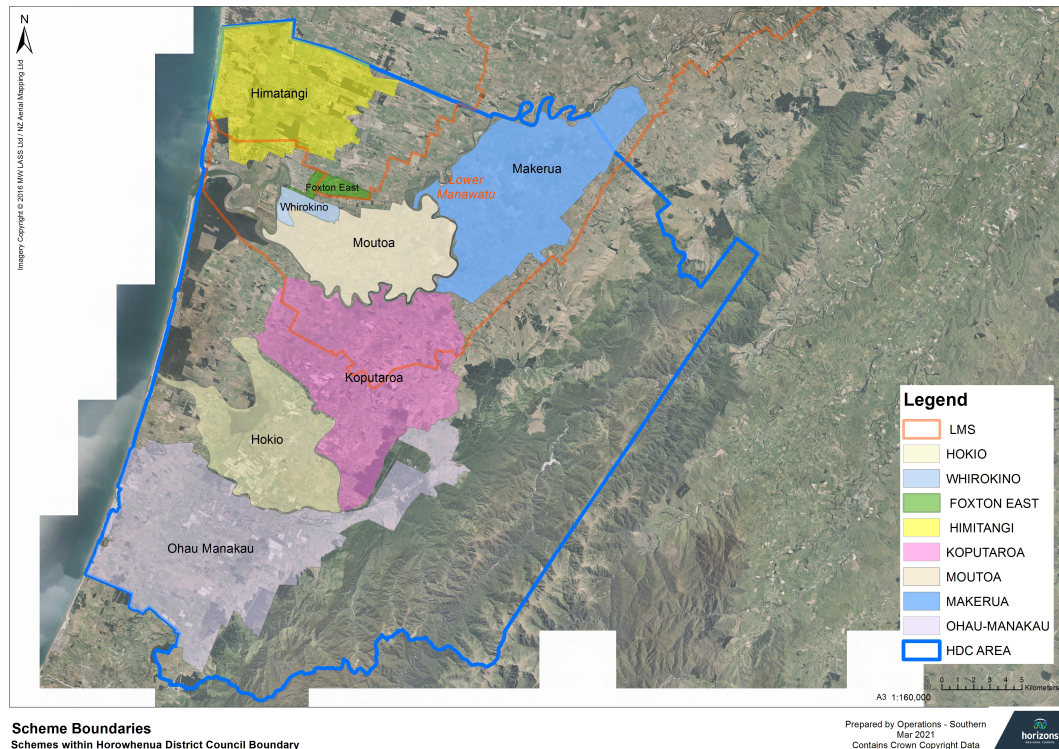 N
Imagery Copyright © 2016 MW LASS Ltd / NZ Aerial Mapping Ltd
Himatangi
Makerua
Lower
Manawatu
Foxton East
Whirokino
Moutoa
Koputaroa
Hokio
Ohau Manakau
Legend
LMS
HOKIO
WHIROKINO
FOXTON EAST
HIMITANGI
KOPUTAROA
MOUTOA
MAKERUA
OHAU-MANAKAU
HDC AREA
0 1 2 3 4 5
Kilometers
A3 1:160,000
Scheme Boundaries
Schemes within Horowhenua District Council Boundary
Prepared by Operations - Southern
Mar 2021
Contains Crown Copyright Data
horizons
REGIONAL COUNCIL